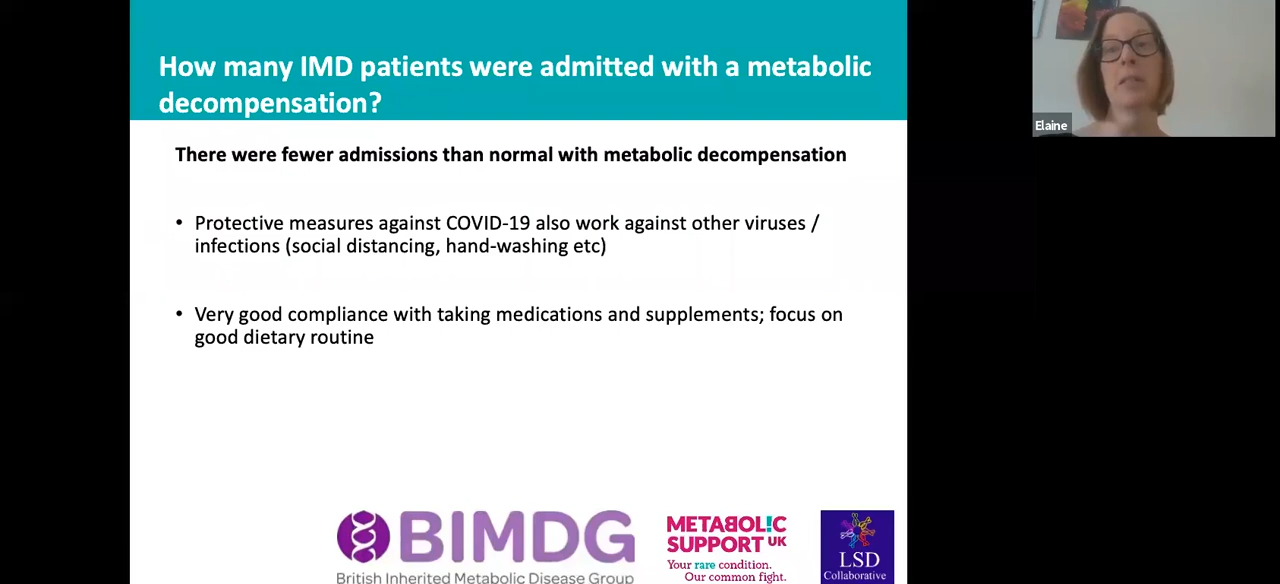 How many IMD patients were admitted with a metabolic
decompensation?
There were fewer admissions than normal with metabolic decompensation
• Protective measures against COVID-19 also work against other viruses /
infections (social distancing, hand-washing etc)
• Very good compliance with taking medications and supplements; focus on
good dietary routine
BIMDG
British Inherited Metabolic Disease Group
METABOL!C
SUPPORT UK
Your rare condition.
Our common fight.
LSD
Collaborative
Elaine